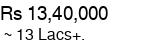 Rs 13,40,000
~ 13 Lacs+.